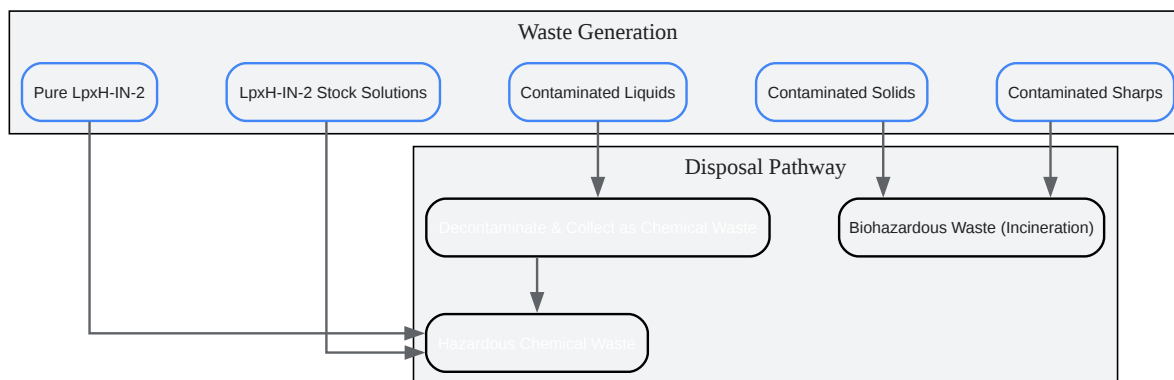 Waste Generation
Pure LpxH-IN-2
LpxH-IN-2 Stock Solutions
Contaminated Liquids
Contaminated Solids
Contaminated Sharps
Disposal Pathway
Decontaminate & Collect as Chemical Waste
Biohazardous Waste (Incineration)
Hazardous Chemical Waste